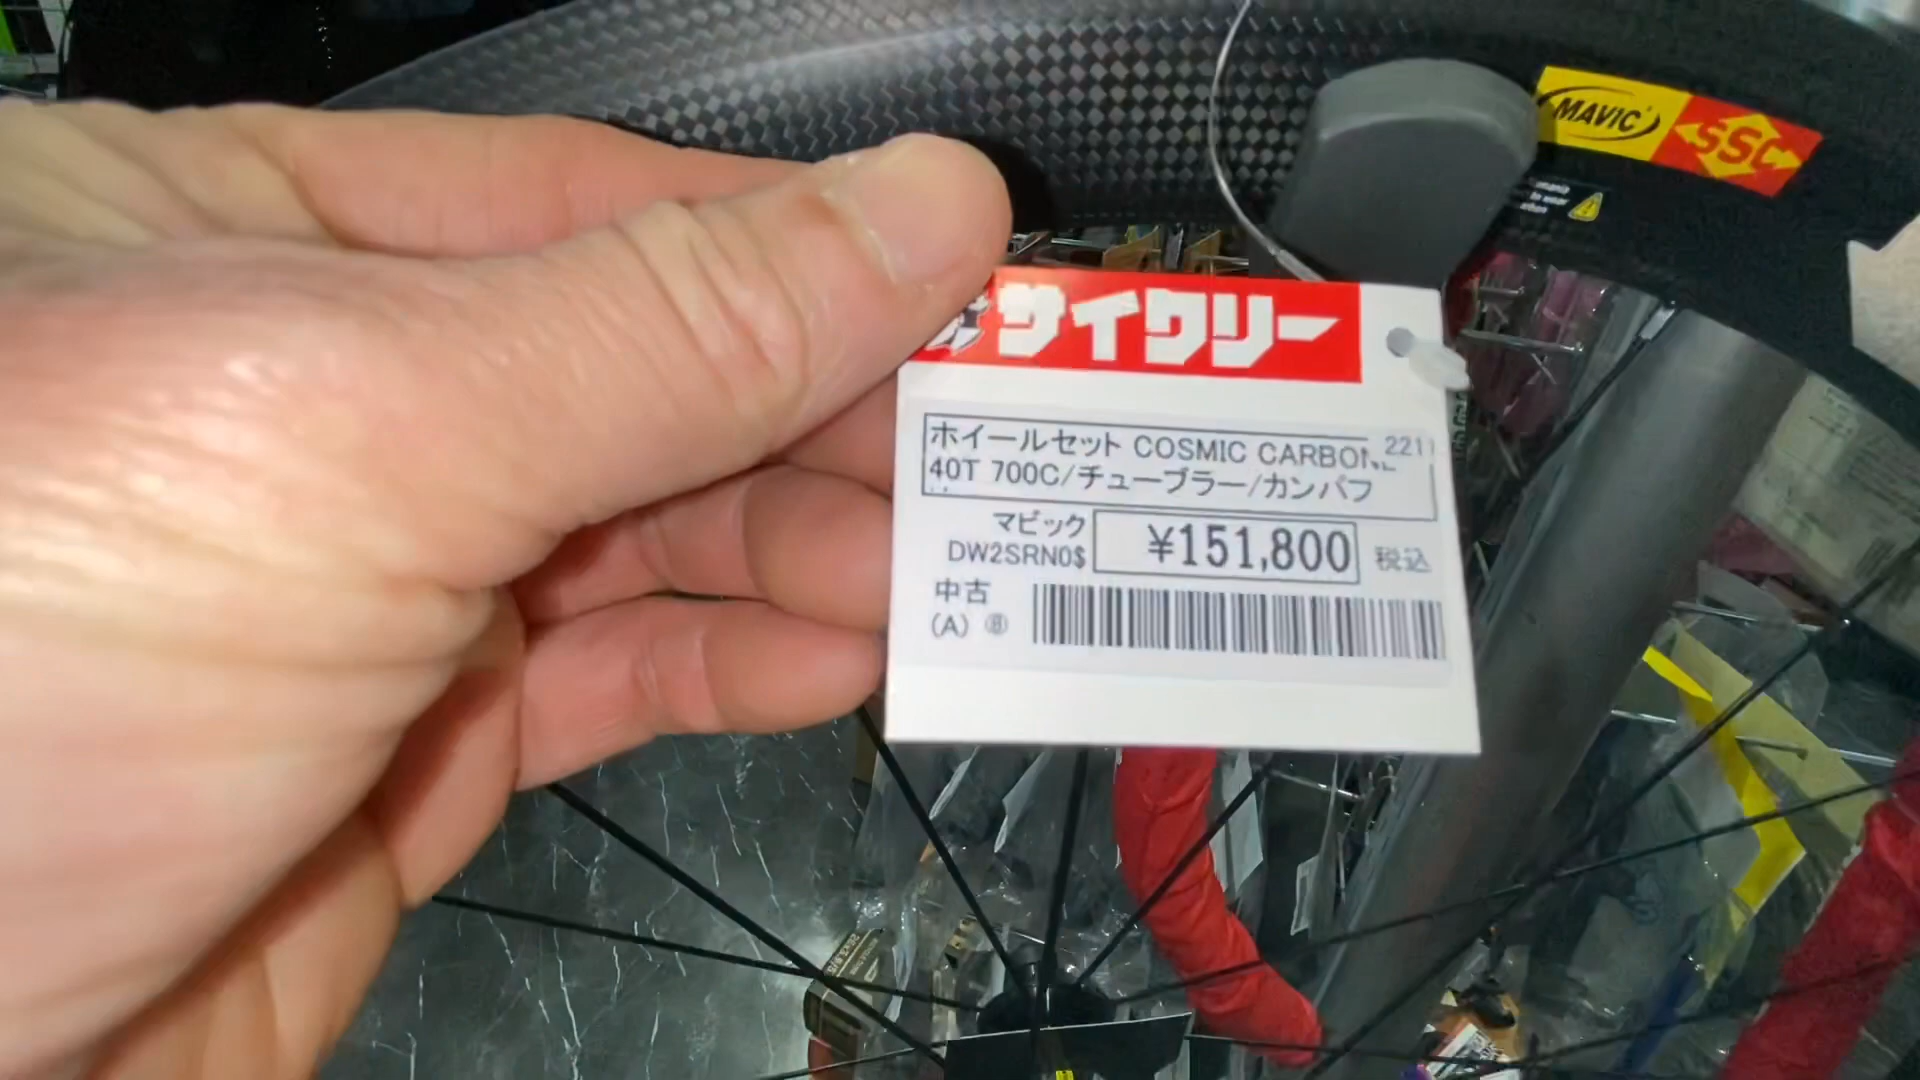 MAVIC
SSC
サイクリー
ホイールセット COSMIC CARBON
2211
40T 700C/チューブラー/カンパフ
マビック
DW2SRN0$
¥151,800 税込
中古
(A) Ⓑ